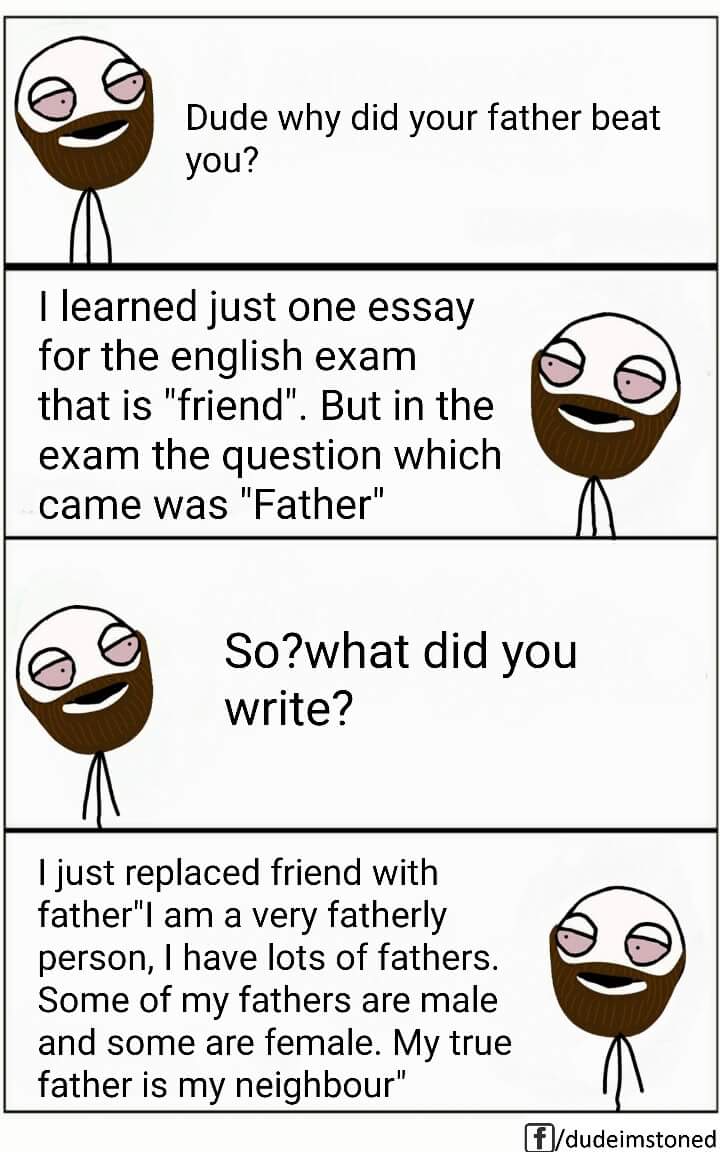 Dude why did your father beat
you?
I learned just one essay
for the english exam
that is "friend". But in the
exam the question which
came was "Father"
So?what did you
write?
I just replaced friend with
father"I am a very fatherly
person, I have lots of fathers.
Some of my fathers are male
and some are female. My true
father is my neighbour"
f/dudeimstoned